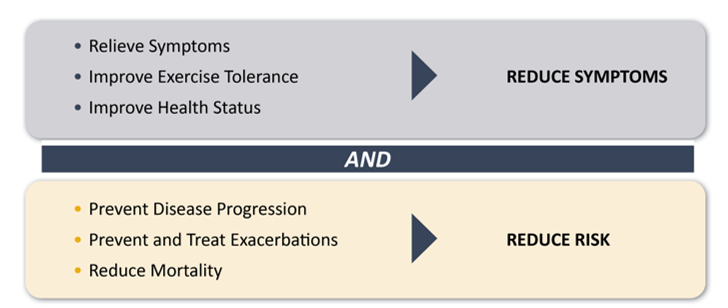 • Relieve Symptoms
• Improve Exercise Tolerance
• Improve Health Status
REDUCE SYMPTOMS
AND
• Prevent Disease Progression
• Prevent and Treat Exacerbations
• Reduce Mortality
REDUCE RISK